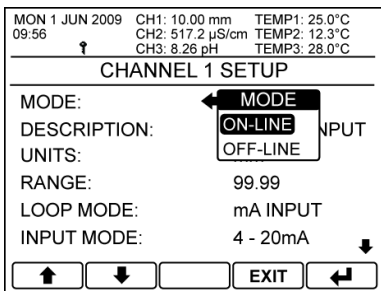 MON 1 JUN 2009 CH1: 10.00 mm TEMP1: 25.0°C
09:56 CH2: 517.2 µS/cm TEMP2: 12.3°C
CH3: 8.26 pH TEMP3: 28.0°C
CHANNEL 1 SETUP
MODE: MODE
DESCRIPTION: ON-LINE NPUT
UNITS: OFF-LINE
RANGE: 99.99
LOOP MODE: mA INPUT
INPUT MODE: 4 - 20mA
EXIT